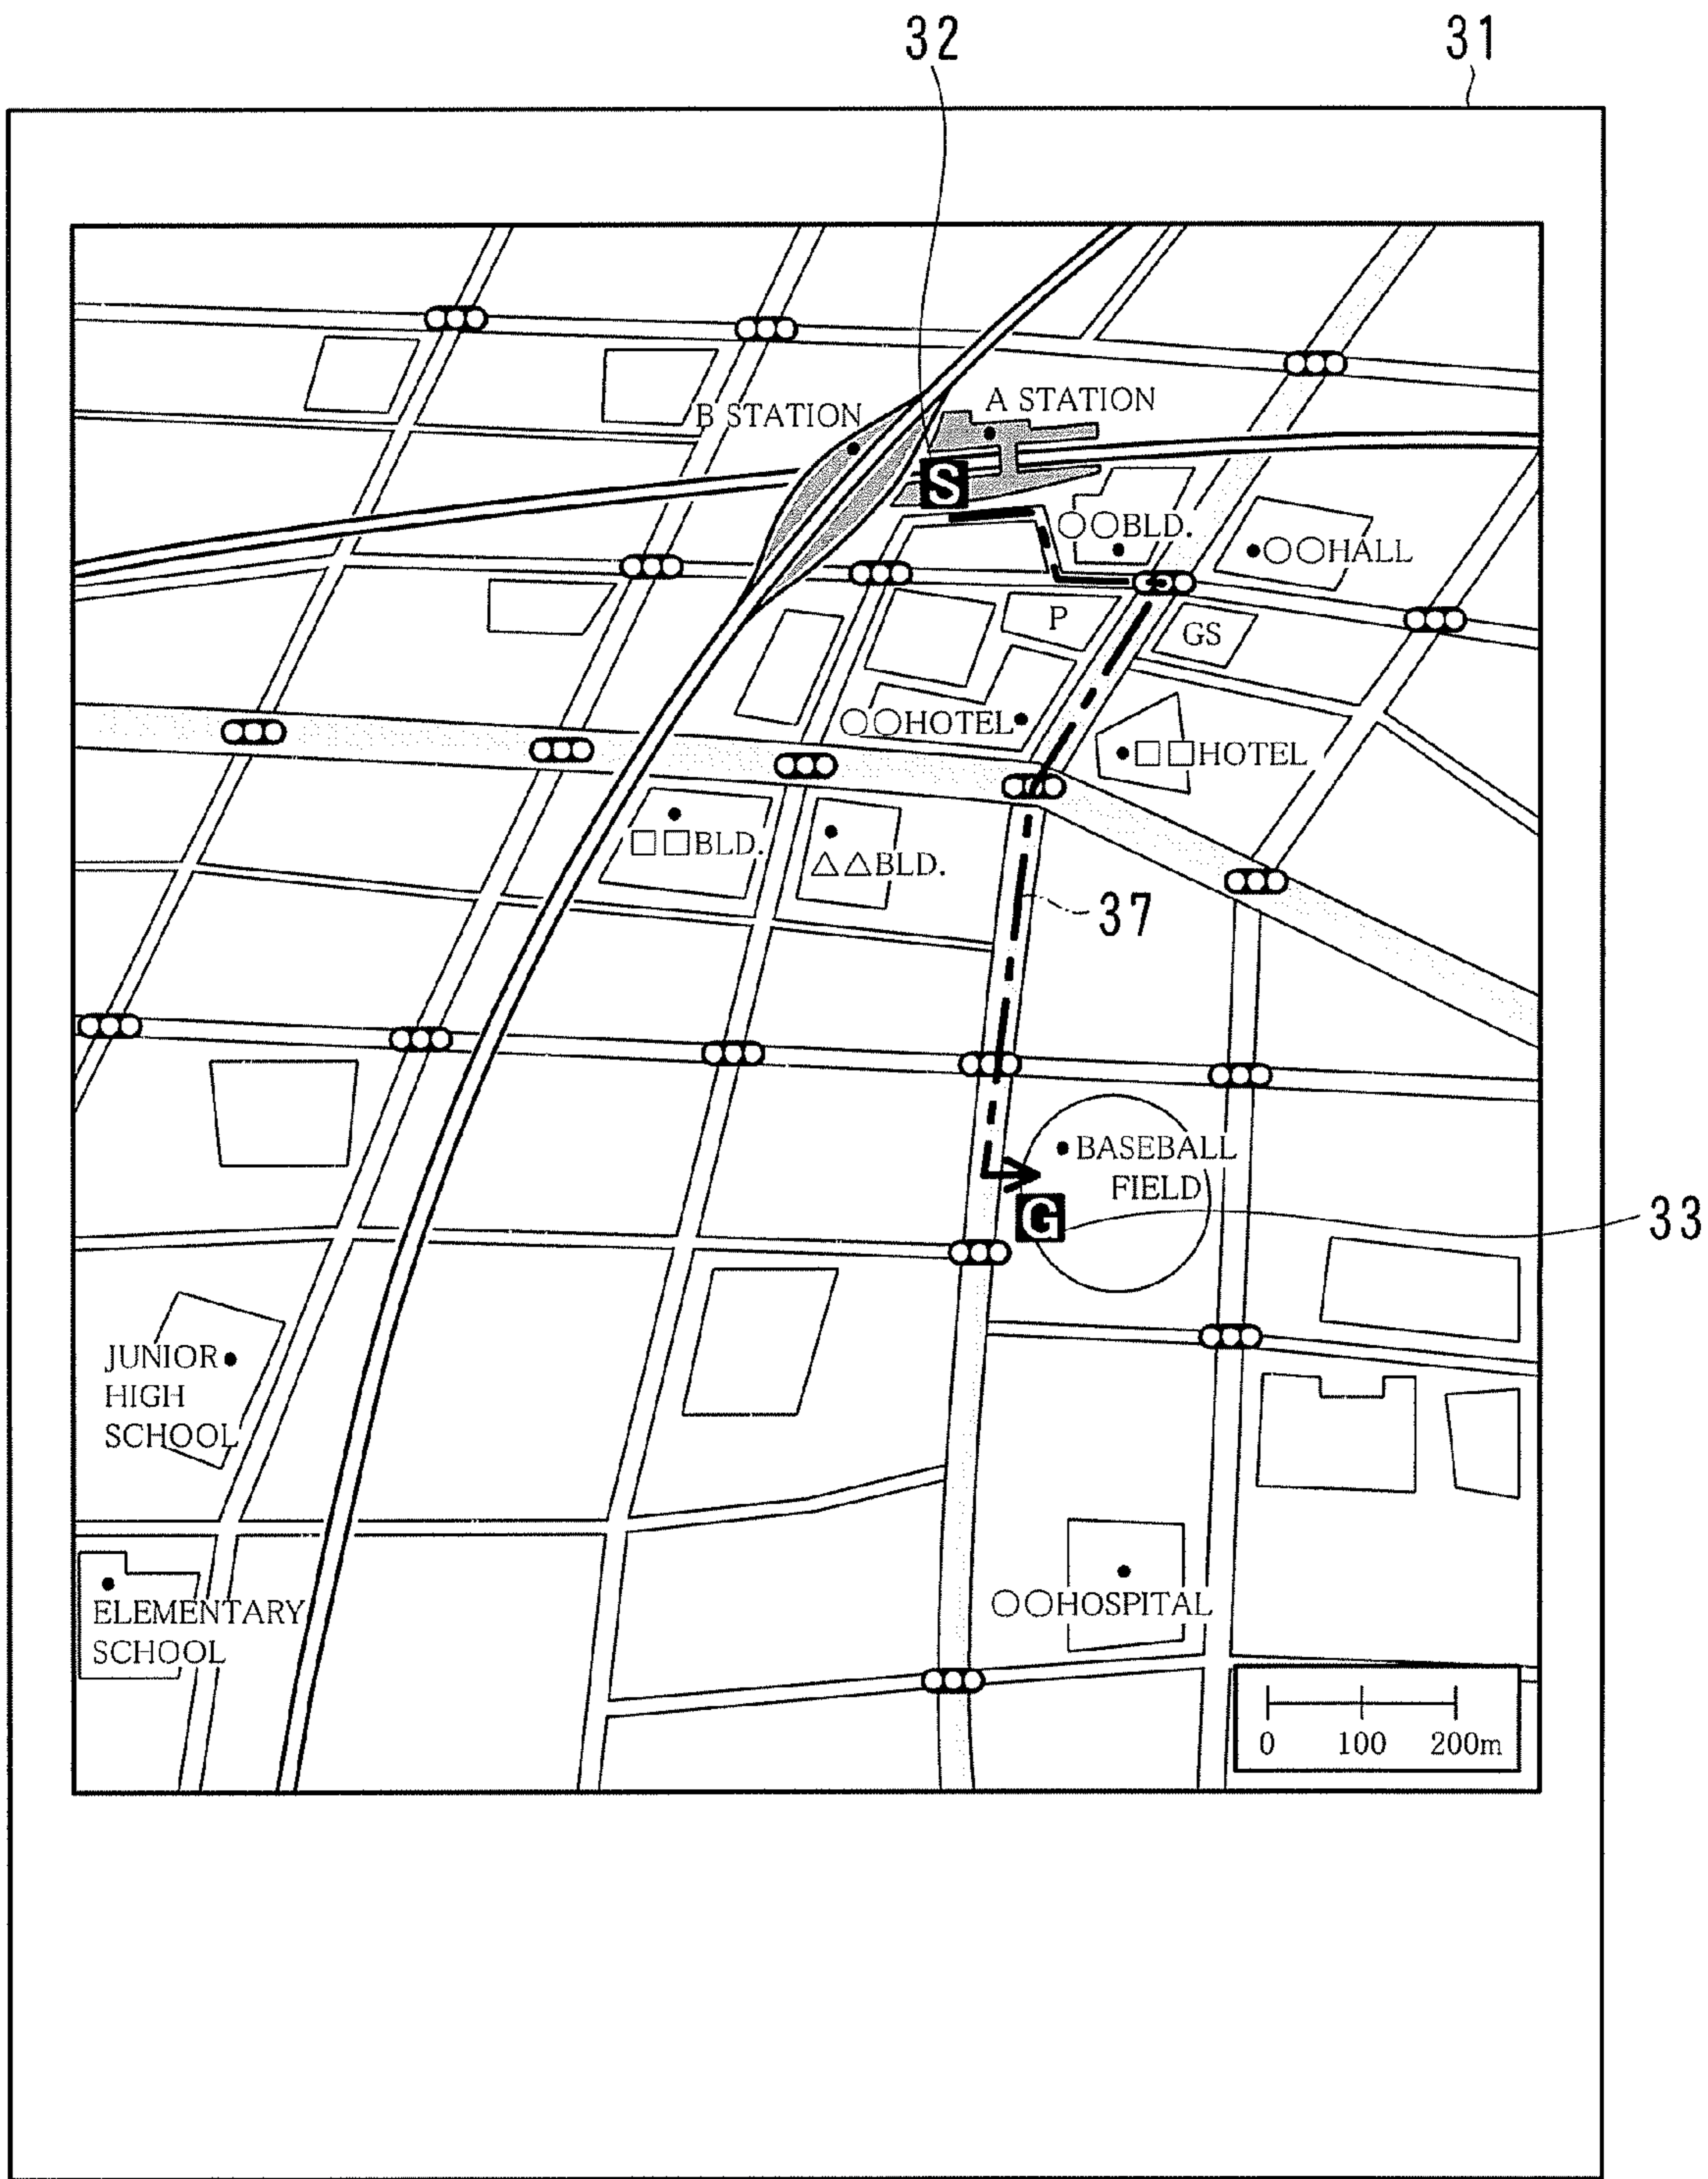 32
31
B STATION
A STATION
S
○○BLD.
○○HALL
P
GS
○○HOTEL
□□HOTEL
□□BLD.
△△BLD.
37
BASEBALL
FIELD
G
33
JUNIOR
HIGH
SCHOOL
○○HOSPITAL
ELEMENTARY
SCHOOL
0 100 200m